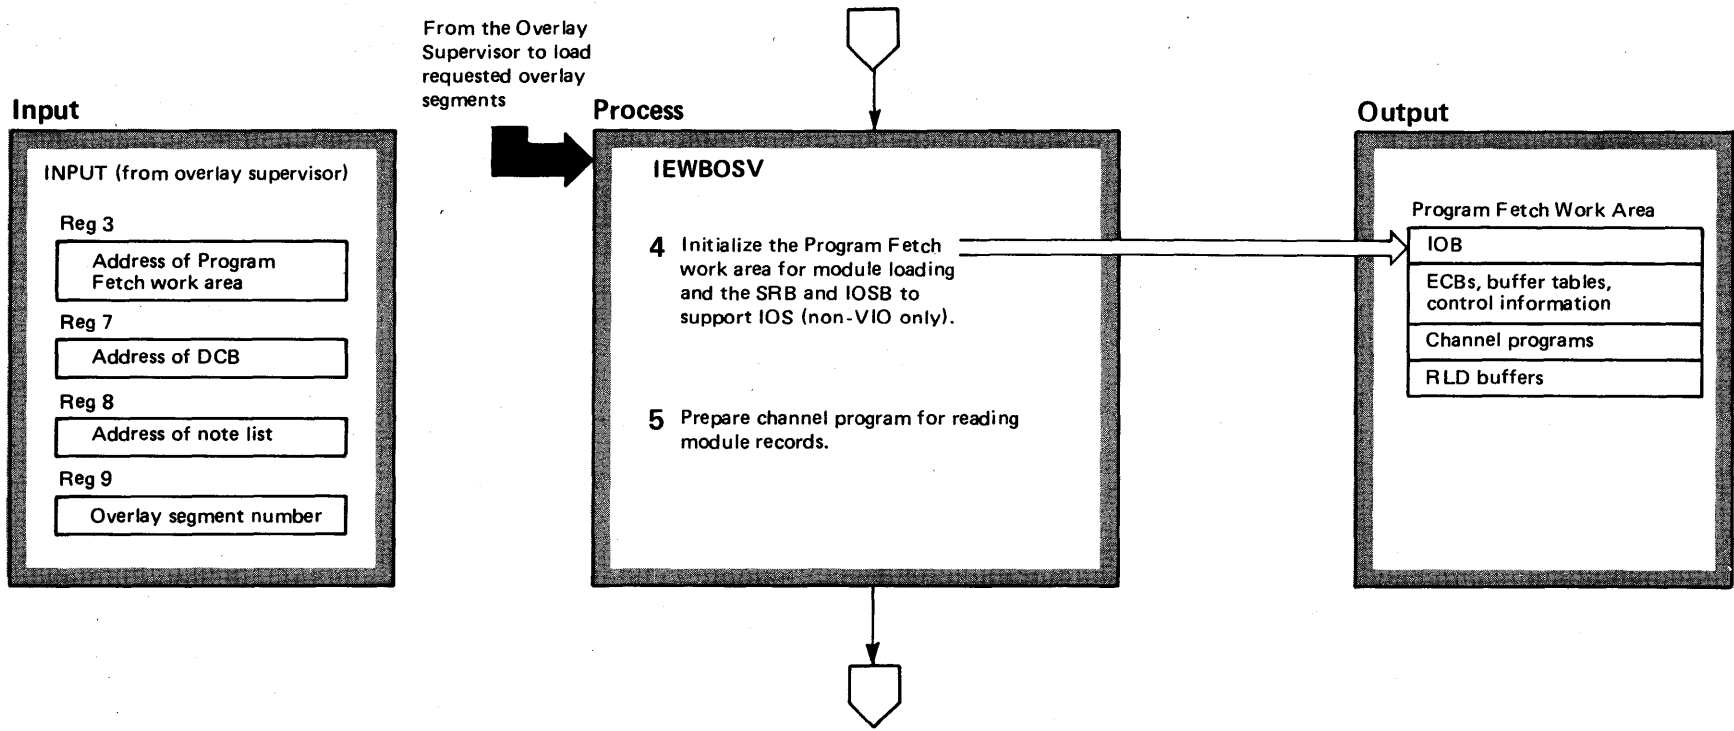 From the Overlay
Supervisor to load
requested overlay
segments
Input
INPUT (from overlay supervisor)
Reg 3
Address of Program
Fetch work area
Reg 7
Address of DCB
Reg 8
Address of note list
Reg 9
Overlay segment number
Process
IEWBOSV
4 Initialize the Program Fetch
work area for module loading
and the SRB and IOSB to
support IOS (non-VIO only).
5 Prepare channel program for reading
module records.
Output
Program Fetch Work Area
IOB
ECBs, buffer tables,
control information
Channel programs
RLD buffers